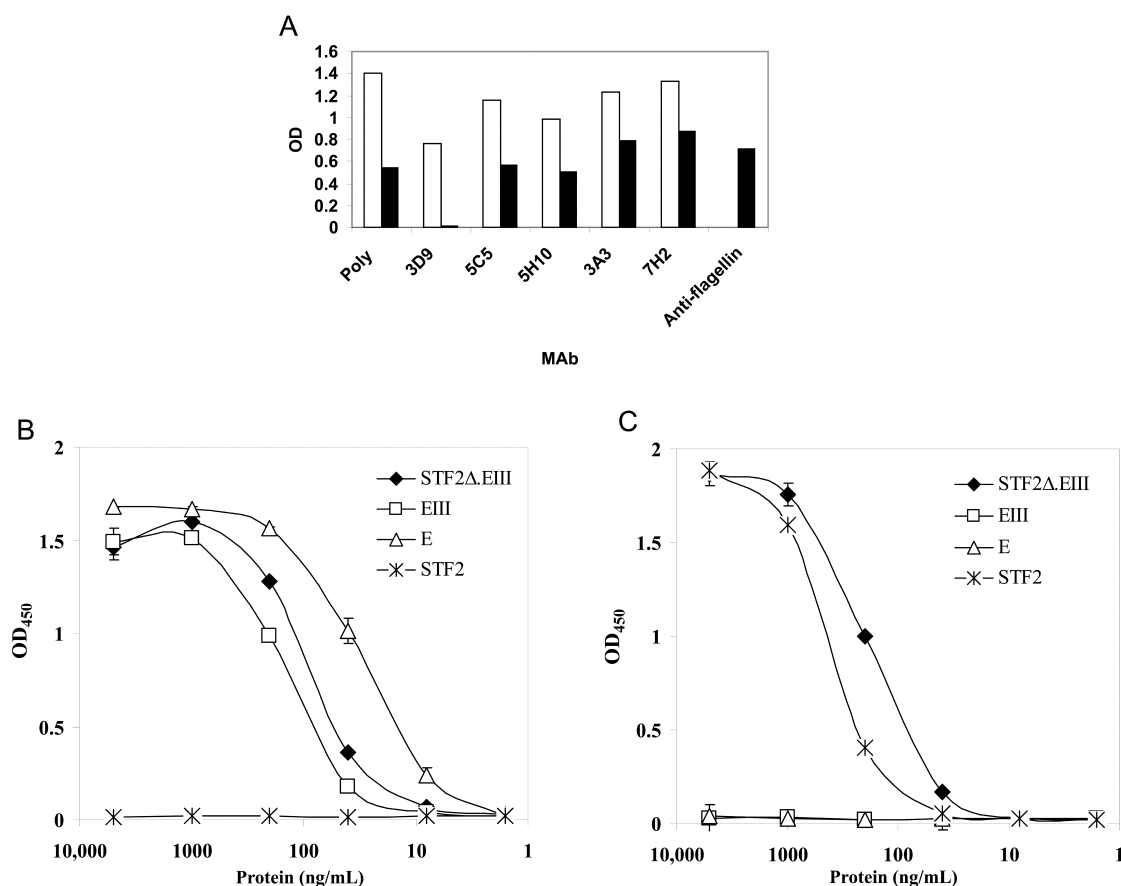 A
1.6
1.4
1.2
1
0.8
0.6
0.4
0.2
0
OD
Poly
3D9
5C5
5H10
3A3
7H2
Anti-flagellin
MAb
B
2
1.5
1
0.5
0
OD450
STF2Δ.EIII
EIII
E
STF2
10,000 1000 100 10 1
Protein (ng/mL)
C
2
1.5
1
0.5
0
OD450
STF2Δ.EIII
EIII
E
STF2
10,000 1000 100 10 1
Protein (ng/mL)